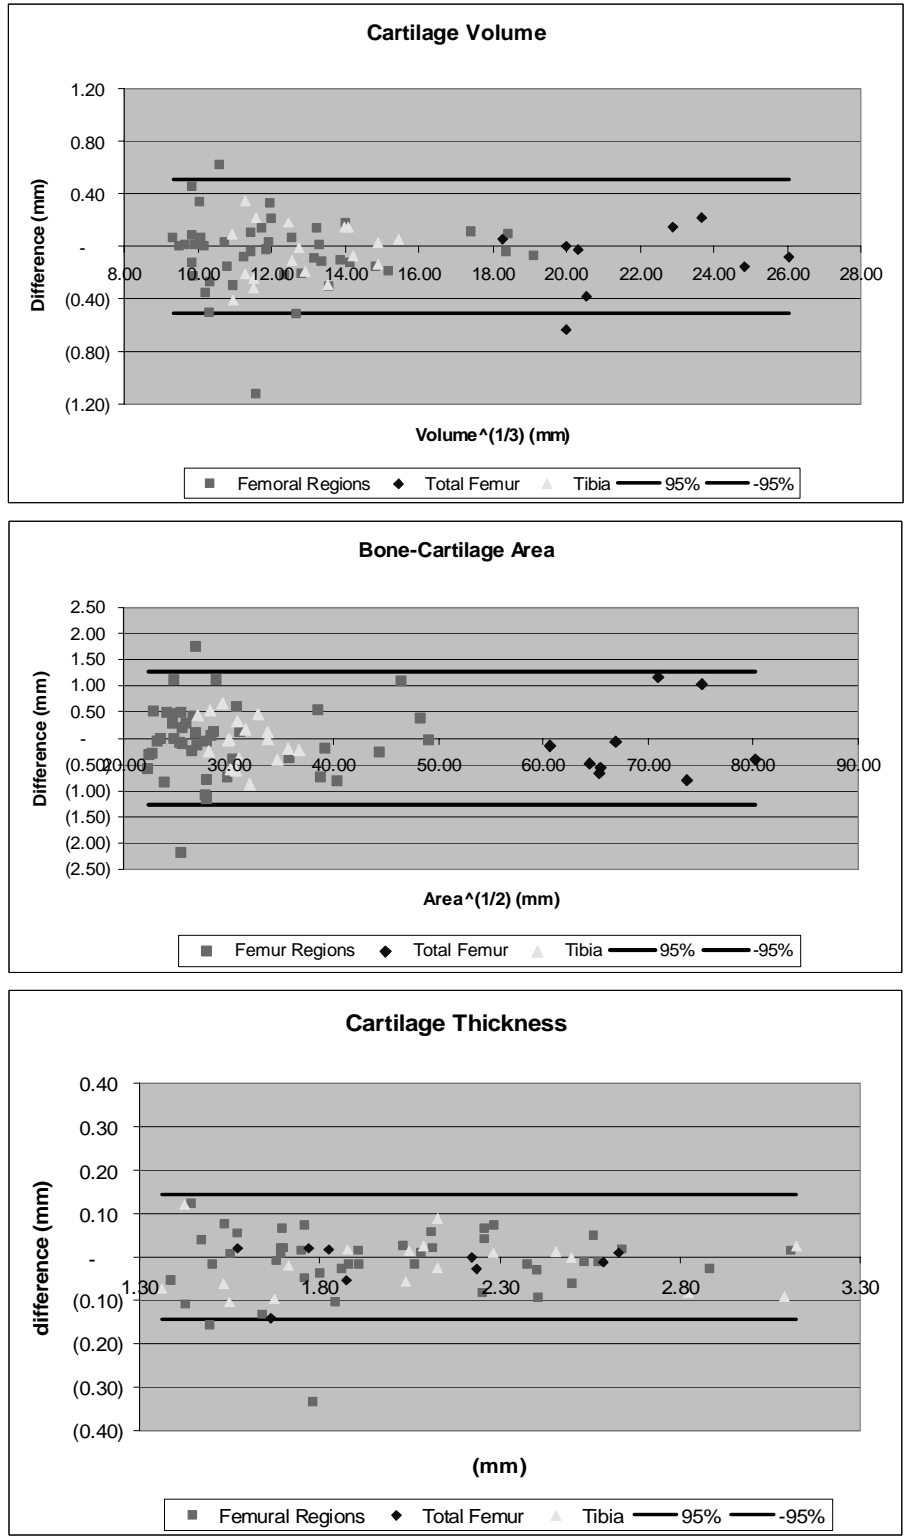 Cartilage Volume
1.20
0.80
0.40
-
8.00 10.00 12.00 14.00 16.00 18.00 20.00 22.00 24.00 26.00 28.00
(0.40)
(0.80)
(1.20)
Difference (mm)
Volume^(1/3) (mm)
Femoral Regions Total Femur Tibia 95% -95%
Bone-Cartilage Area
2.50
2.00
1.50
1.00
0.50
-
(0.50) 20.00 30.00 40.00 50.00 60.00 70.00 80.00 90.00
(1.00)
(1.50)
(2.00)
(2.50)
Difference (mm)
Area^(1/2) (mm)
Femur Regions Total Femur Tibia 95% -95%
Cartilage Thickness
0.40
0.30
0.20
0.10
-
1.30 1.80 2.30 2.80 3.30
(0.10)
(0.20)
(0.30)
(0.40)
difference (mm)
(mm)
Femural Regions Total Femur Tibia 95% -95%